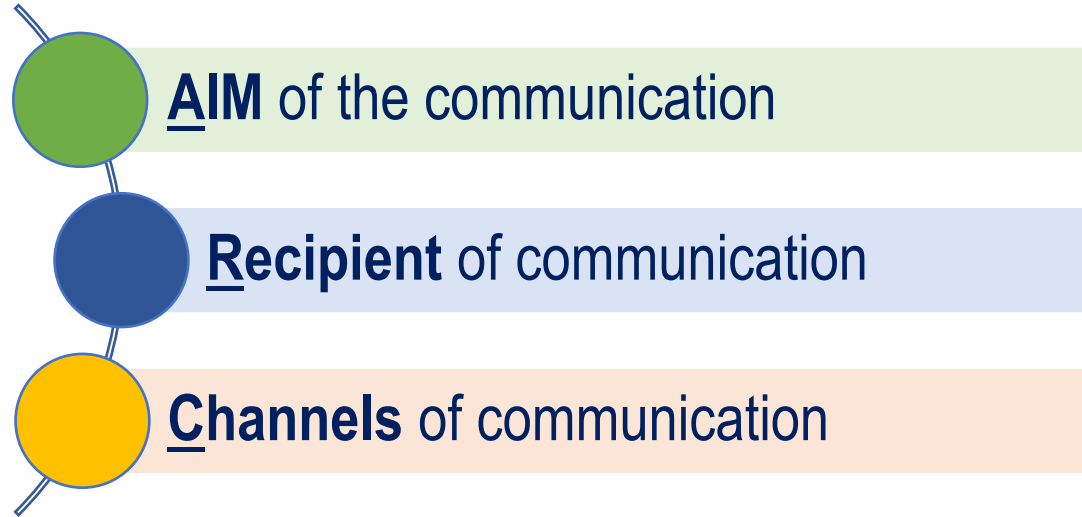 AIM of the communication
Recipient of communication
Channels of communication